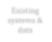 Existing
systems &
data